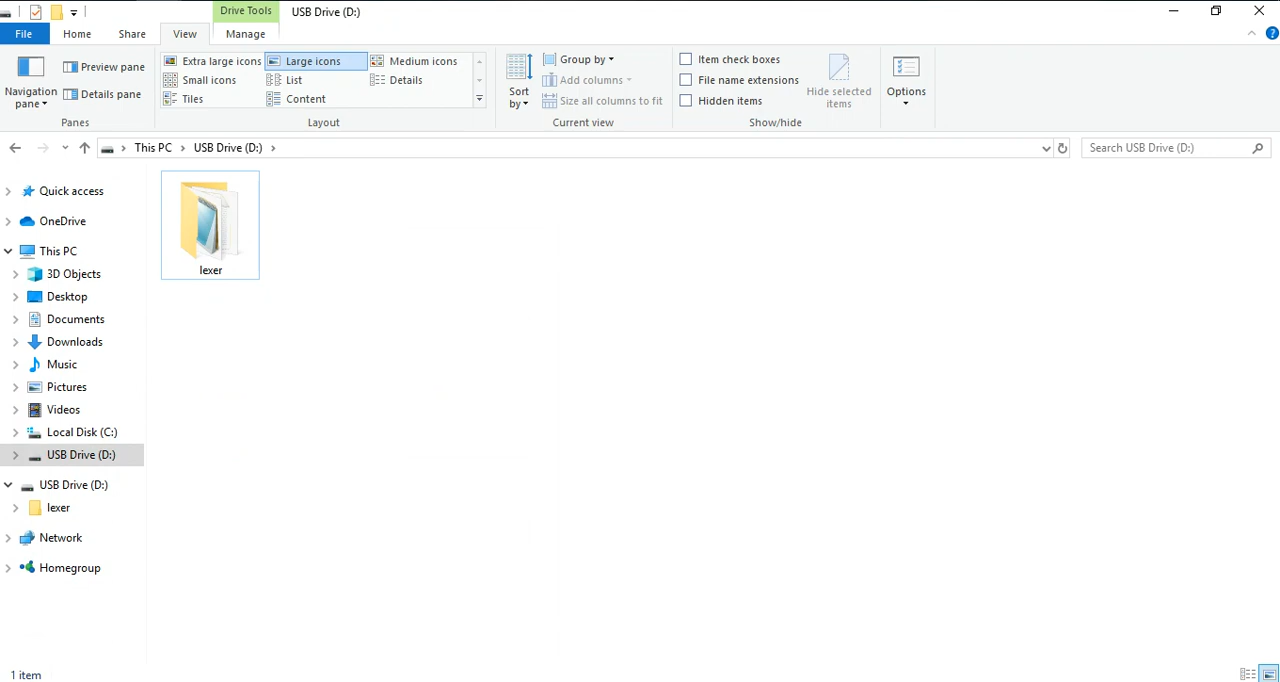 Drive Tools
USB Drive (D:)
File
Home
Share
View
Manage
Navigation pane
Preview pane
Details pane
Panes
Extra large icons
Large icons
Medium icons
Small icons
List
Details
Tiles
Content
Layout
Sort by
Group by
Add columns
Size all columns to fit
Current view
Item check boxes
File name extensions
Hidden items
Hide selected items
Show/hide
Options
This PC
USB Drive (D:)
Search USB Drive (D:)
Quick access
OneDrive
This PC
3D Objects
Desktop
Documents
Downloads
Music
Pictures
Videos
Local Disk (C:)
USB Drive (D:)
USB Drive (D:)
lexer
Network
Homegroup
lexer
1 item